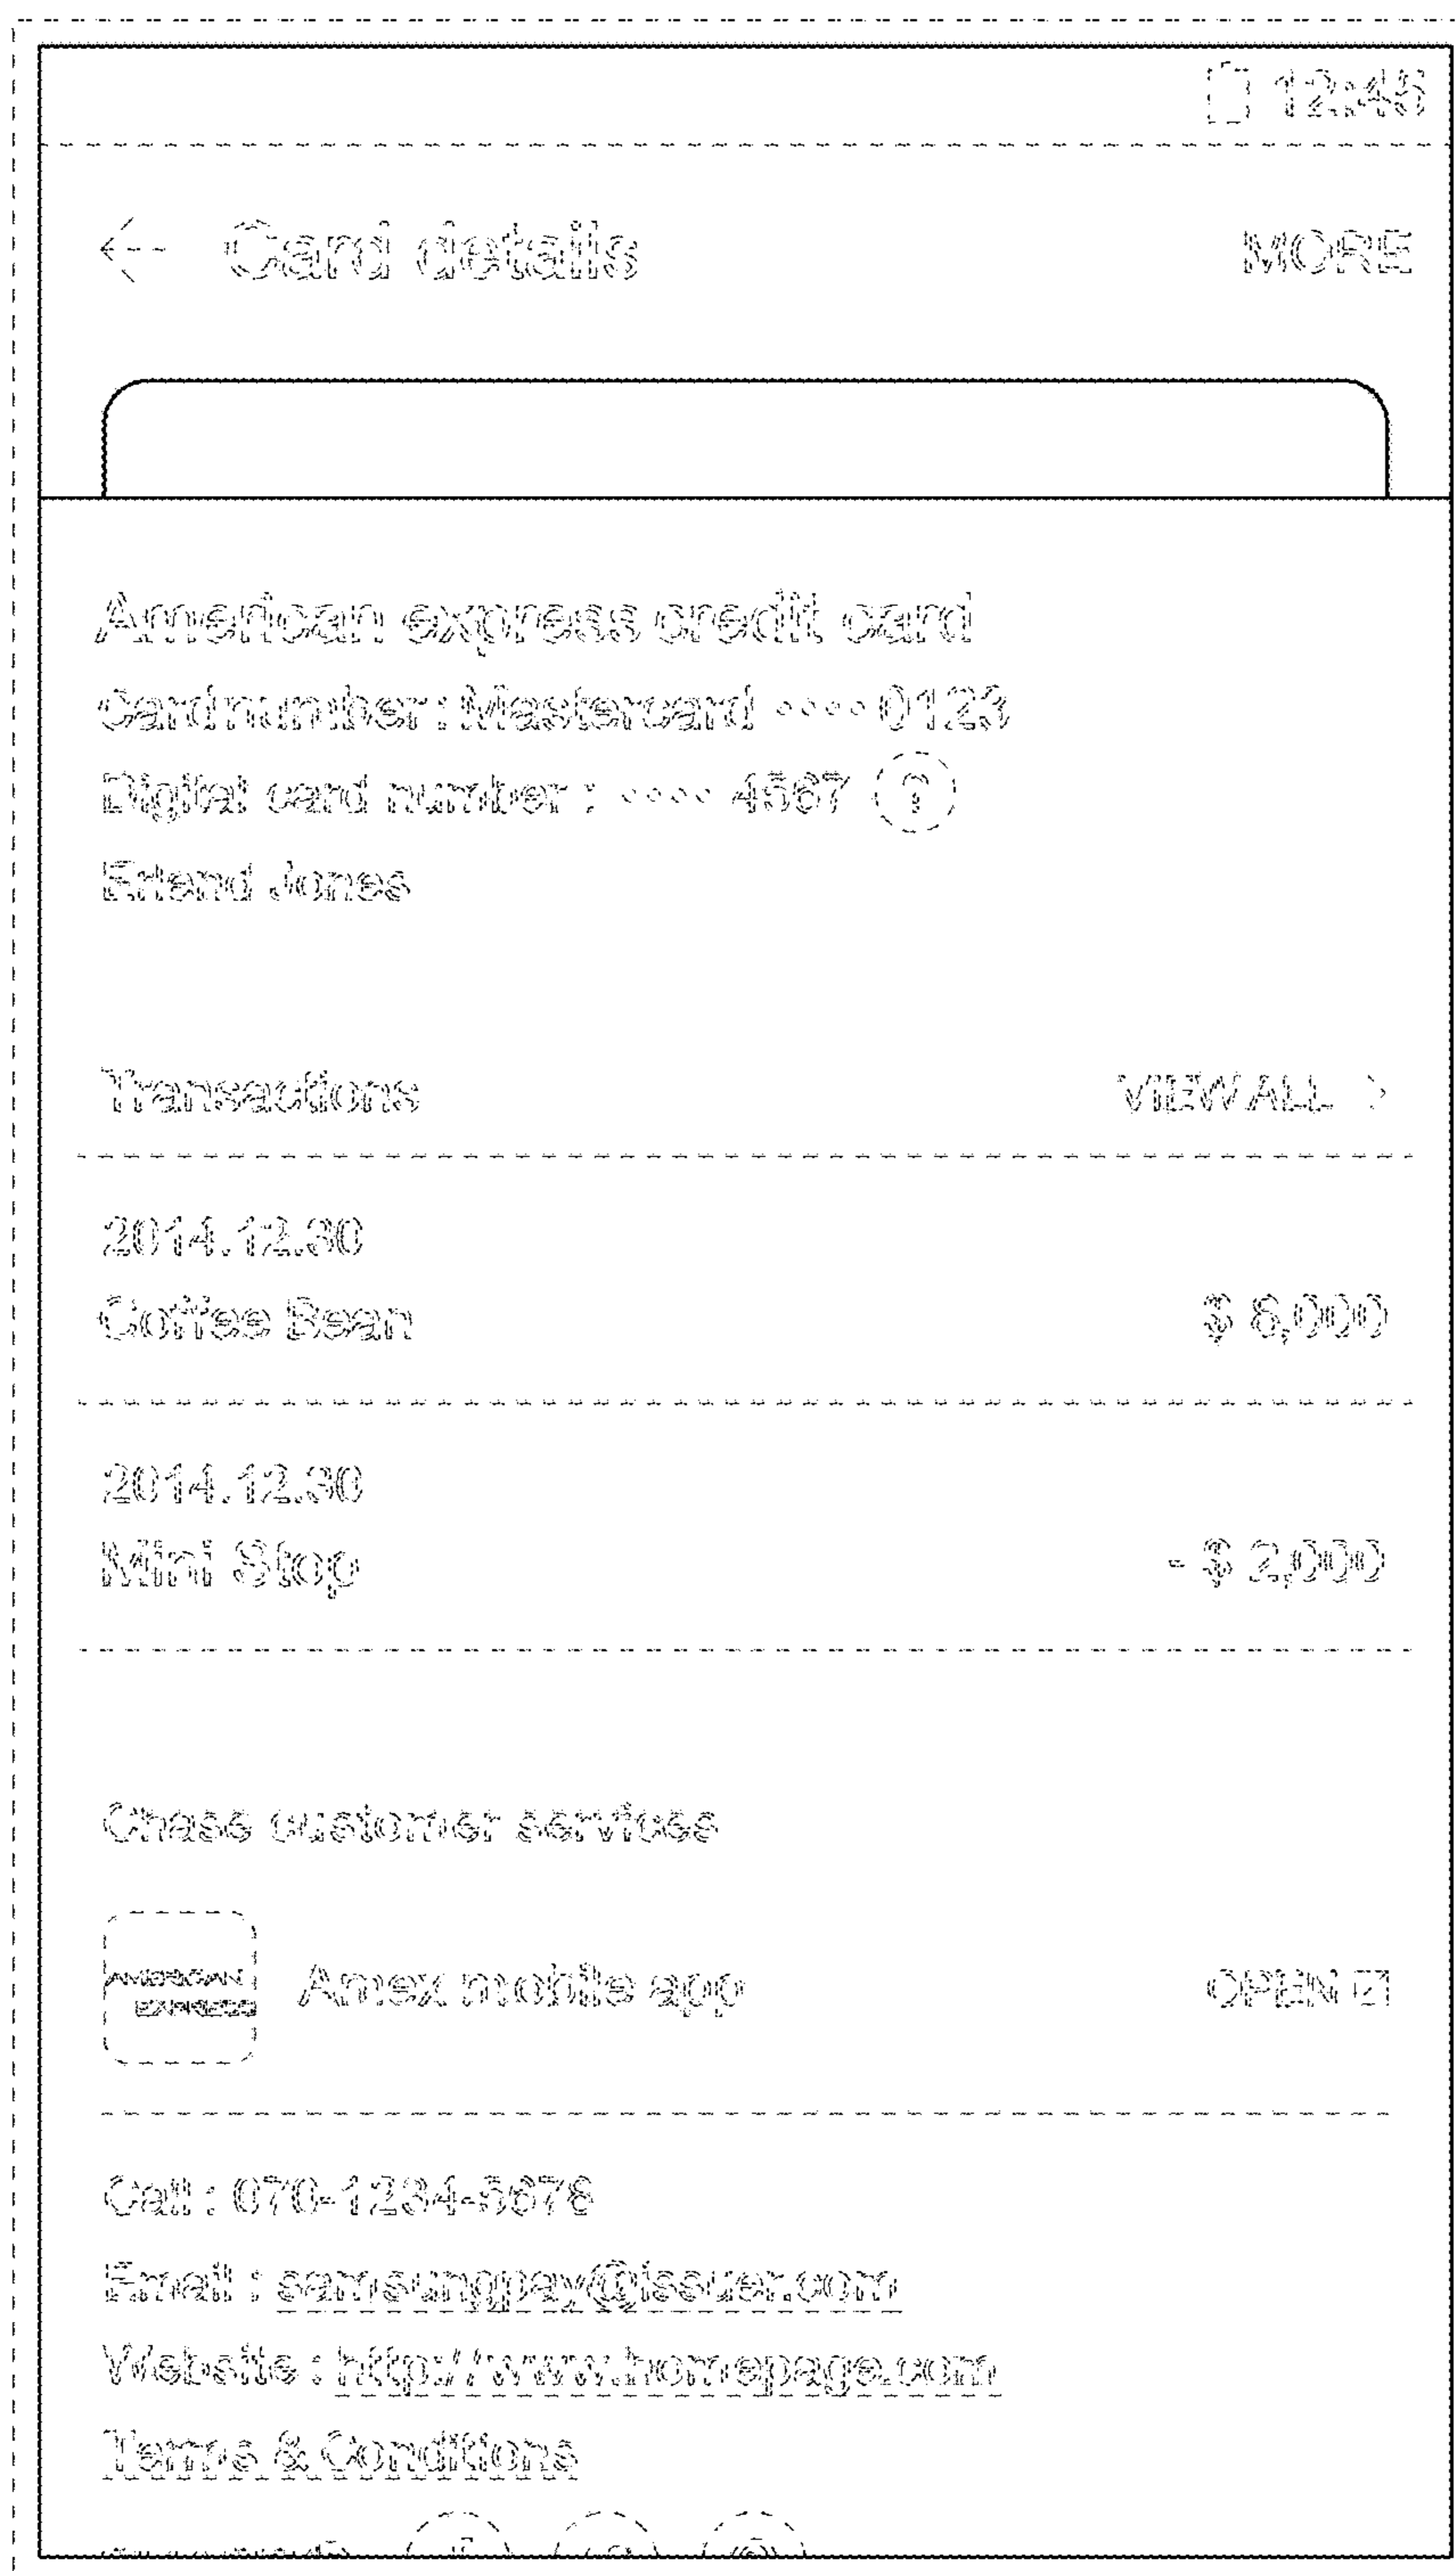 12:45
← Card details MORE
American express credit card
Card number : Mastercard •••• 0123
Digital card number : •••• 4567 ?
Friend Jones
Transactions VIEW ALL >
2014.12.30
Coffee Bean $ 8,000
2014.12.30
Mini Stop - $ 2,000
Chase customer services
AMERICAN
EXPRESS
Amex mobile app OPEN
Call : 070-1234-5678
Email : samsungpay@issuer.com
Website : http://www.homepage.com
Terms & Conditions